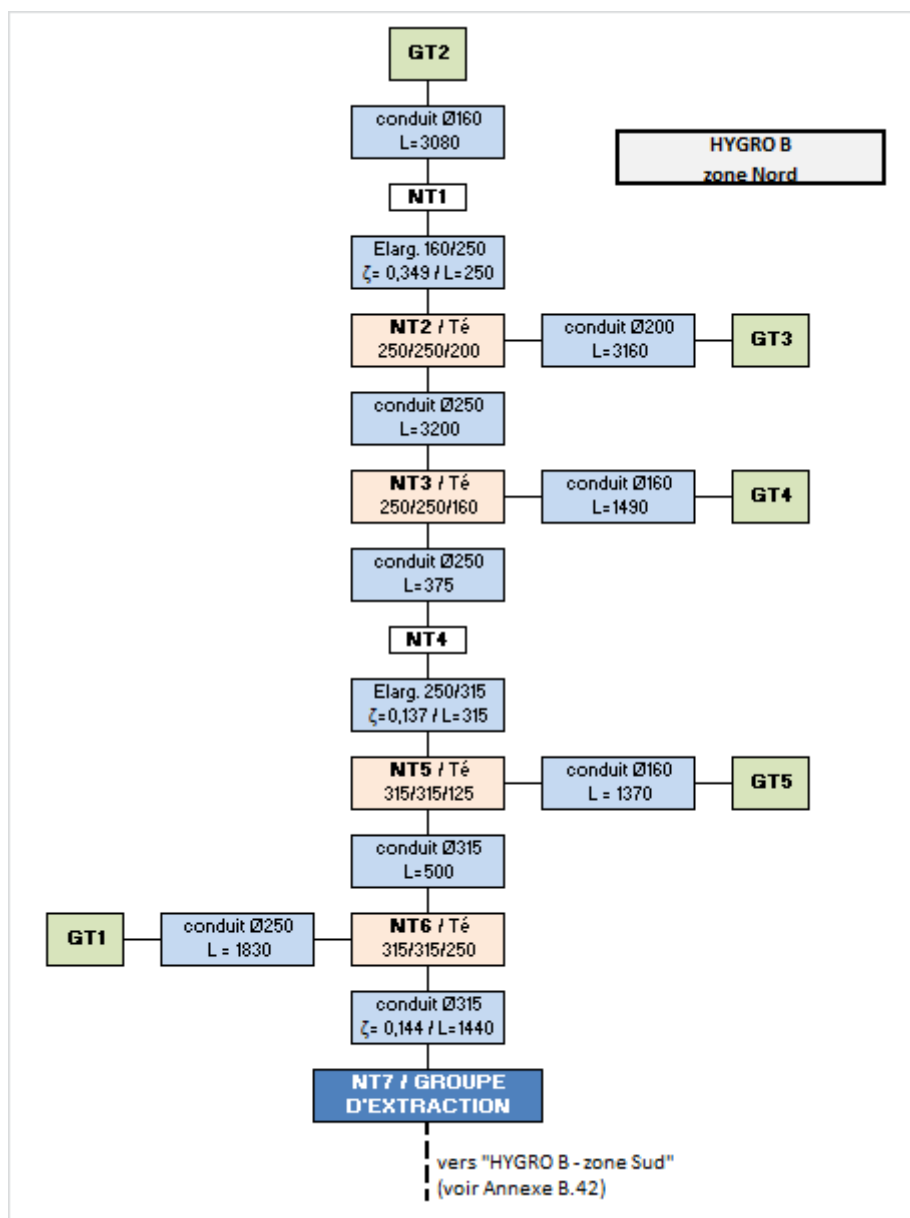 GT2
conduit Ø160
L=3080
HYGRO B
zone Nord
NT1
Elarg. 160/250
ζ= 0,349 / L=250
NT2 / Té
250/250/200
conduit Ø200
L=3160
GT3
conduit Ø250
L=3200
NT3 / Té
250/250/160
conduit Ø160
L=1490
GT4
conduit Ø250
L=375
NT4
Elarg. 250/315
ζ=0,137 / L=315
NT5 / Té
315/315/125
conduit Ø160
L = 1370
GT5
conduit Ø315
L=500
GT1
conduit Ø250
L = 1830
NT6 / Té
315/315/250
conduit Ø315
ζ= 0,144 / L=1440
NT7 / GROUPE
D'EXTRACTION
vers "HYGRO B - zone Sud"
(voir Annexe B.42)